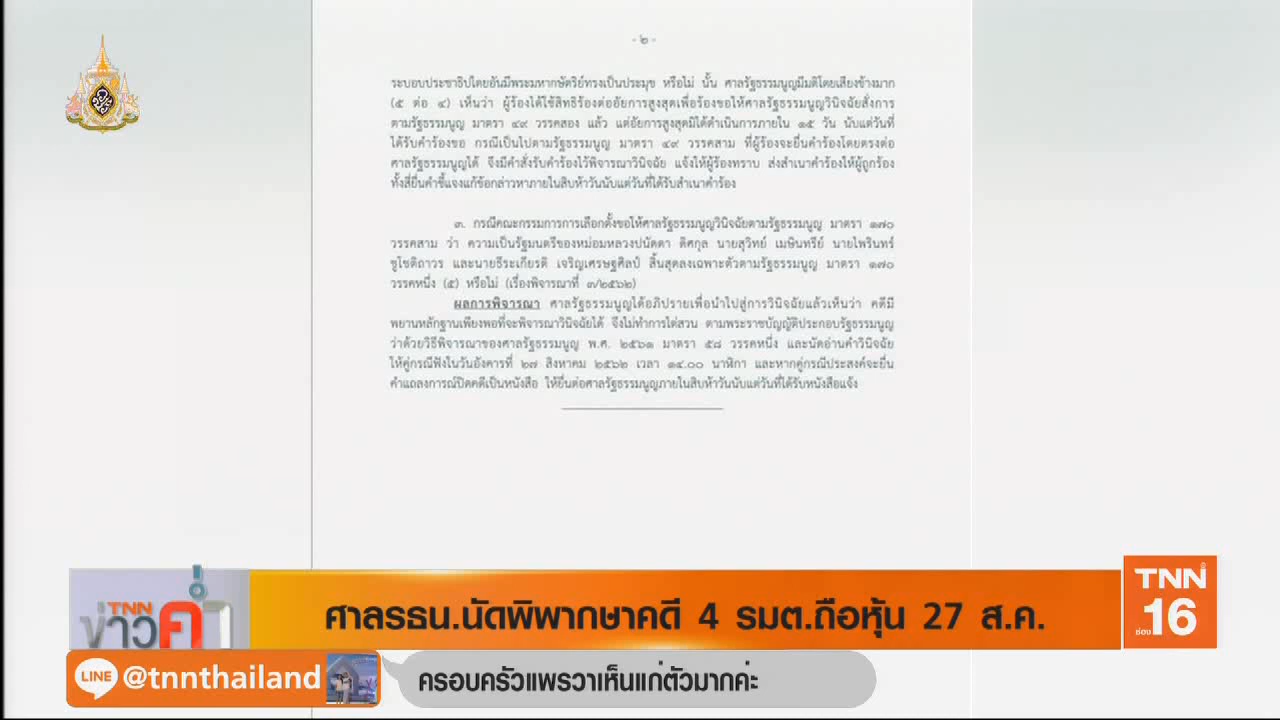 - ๒ -
ระบอบประชาธิปไตยอันมีพระมหากษัตริย์ทรงเป็นประมุข หรือไม่ นั้น ศาลรัฐธรรมนูญมีมติโดยเสียงข้างมาก
(๕ ต่อ ๔) เห็นว่า ผู้ร้องได้ใช้สิทธิร้องต่ออัยการสูงสุดเพื่อร้องขอให้ศาลรัฐธรรมนูญวินิจฉัยสั่งการ
ตามรัฐธรรมนูญ มาตรา ๔๙ วรรคสอง แล้ว แต่อัยการสูงสุดมิได้ดำเนินการภายใน ๑๕ วัน นับแต่วันที่
ได้รับคำร้องขอ กรณีเป็นไปตามรัฐธรรมนูญ มาตรา ๔๙ วรรคสาม ที่ผู้ร้องจะยื่นคำร้องโดยตรงต่อ
ศาลรัฐธรรมนูญได้ จึงมีคำสั่งรับคำร้องไว้พิจารณาวินิจฉัย แจ้งให้ผู้ร้องทราบ ส่งสำเนาคำร้องให้ผู้ถูกร้อง
ทั้งสี่ยื่นคำชี้แจงแก้ข้อกล่าวหาภายในสิบห้าวันนับแต่วันที่ได้รับสำเนาคำร้อง
๓. กรณีคณะกรรมการการเลือกตั้งขอให้ศาลรัฐธรรมนูญวินิจฉัยตามรัฐธรรมนูญ มาตรา ๑๗๐
วรรคสาม ว่า ความเป็นรัฐมนตรีของหม่อมหลวงปนัดดา ดิศกุล นายสุวิทย์ เมษินทรีย์ นายไพรินทร์
ชูโชติถาวร และนายธีระเกียรติ เจริญเศรษฐศิลป์ สิ้นสุดลงเฉพาะตัวตามรัฐธรรมนูญ มาตรา ๑๗๐
วรรคหนึ่ง (๕) หรือไม่ (เรื่องพิจารณาที่ ๓/๒๕๖๒)
ผลการพิจารณา ศาลรัฐธรรมนูญได้อภิปรายเพื่อนำไปสู่การวินิจฉัยแล้วเห็นว่า คดีมี
พยานหลักฐานเพียงพอที่จะพิจารณาวินิจฉัยได้ จึงไม่ทำการไต่สวน ตามพระราชบัญญัติประกอบรัฐธรรมนูญ
ว่าด้วยวิธีพิจารณาของศาลรัฐธรรมนูญ พ.ศ. ๒๕๖๑ มาตรา ๕๘ วรรคหนึ่ง และนัดอ่านคำวินิจฉัย
ให้คู่กรณีฟังในวันอังคารที่ ๒๗ สิงหาคม ๒๕๖๒ เวลา ๑๔.๐๐ นาฬิกา และหากคู่กรณีประสงค์จะยื่น
คำแถลงการณ์ปิดคดีเป็นหนังสือ ให้ยื่นต่อศาลรัฐธรรมนูญภายในสิบห้าวันนับแต่วันที่ได้รับหนังสือแจ้ง
TNN
ข่าวค่ำ
ศาลรธน.นัดพิพากษาคดี 4 รมต.ถือหุ้น 27 ส.ค.
TNN
ช่อง 16
LINE @tnnthailand
ครอบครัวแพรวาเห็นแก่ตัวมากค่ะ